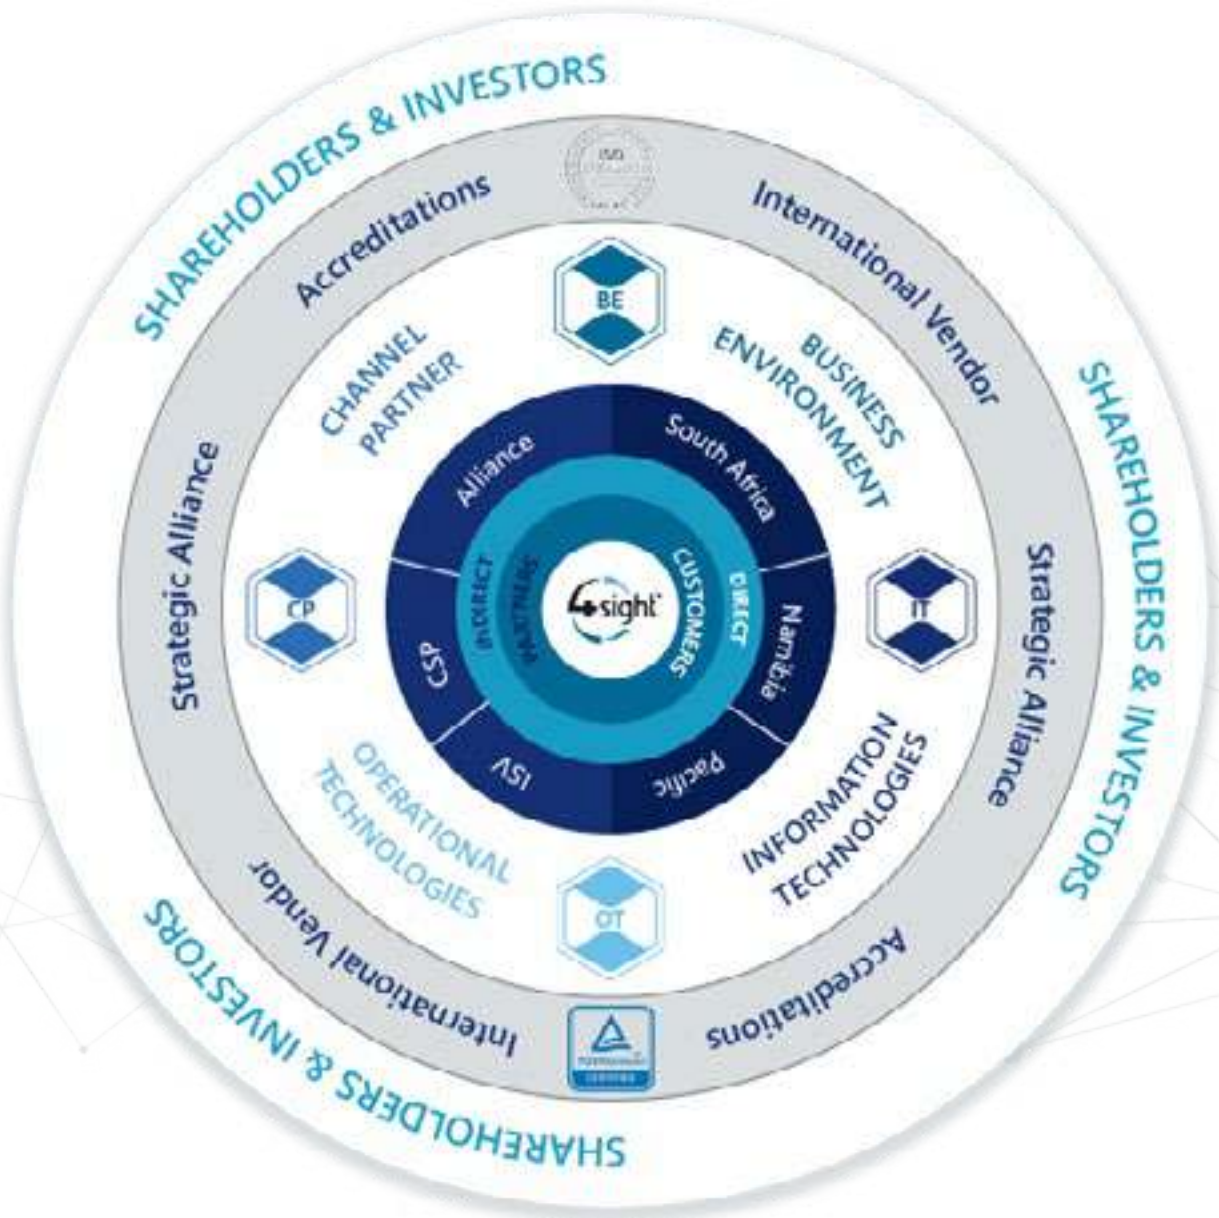 SHAREHOLDERS & INVESTORS
SHAREHOLDERS & INVESTORS
SHAREHOLDERS & INVESTORS
Accreditations
ISO
International Vendor
Strategic Alliance
Strategic Alliance
International Vendor
Accreditations
CERTIFIED
CHANNEL
PARTNER
BE
BUSINESS
ENVIRONMENT
CP
IT
OPERATIONAL
TECHNOLOGIES
OT
INFORMATION
TECHNOLOGIES
Alliance
South Africa
CSP
Namibia
ISV
Pacific
INDIRECT
PARTNERS
4sight
CUSTOMERS
DIRECT